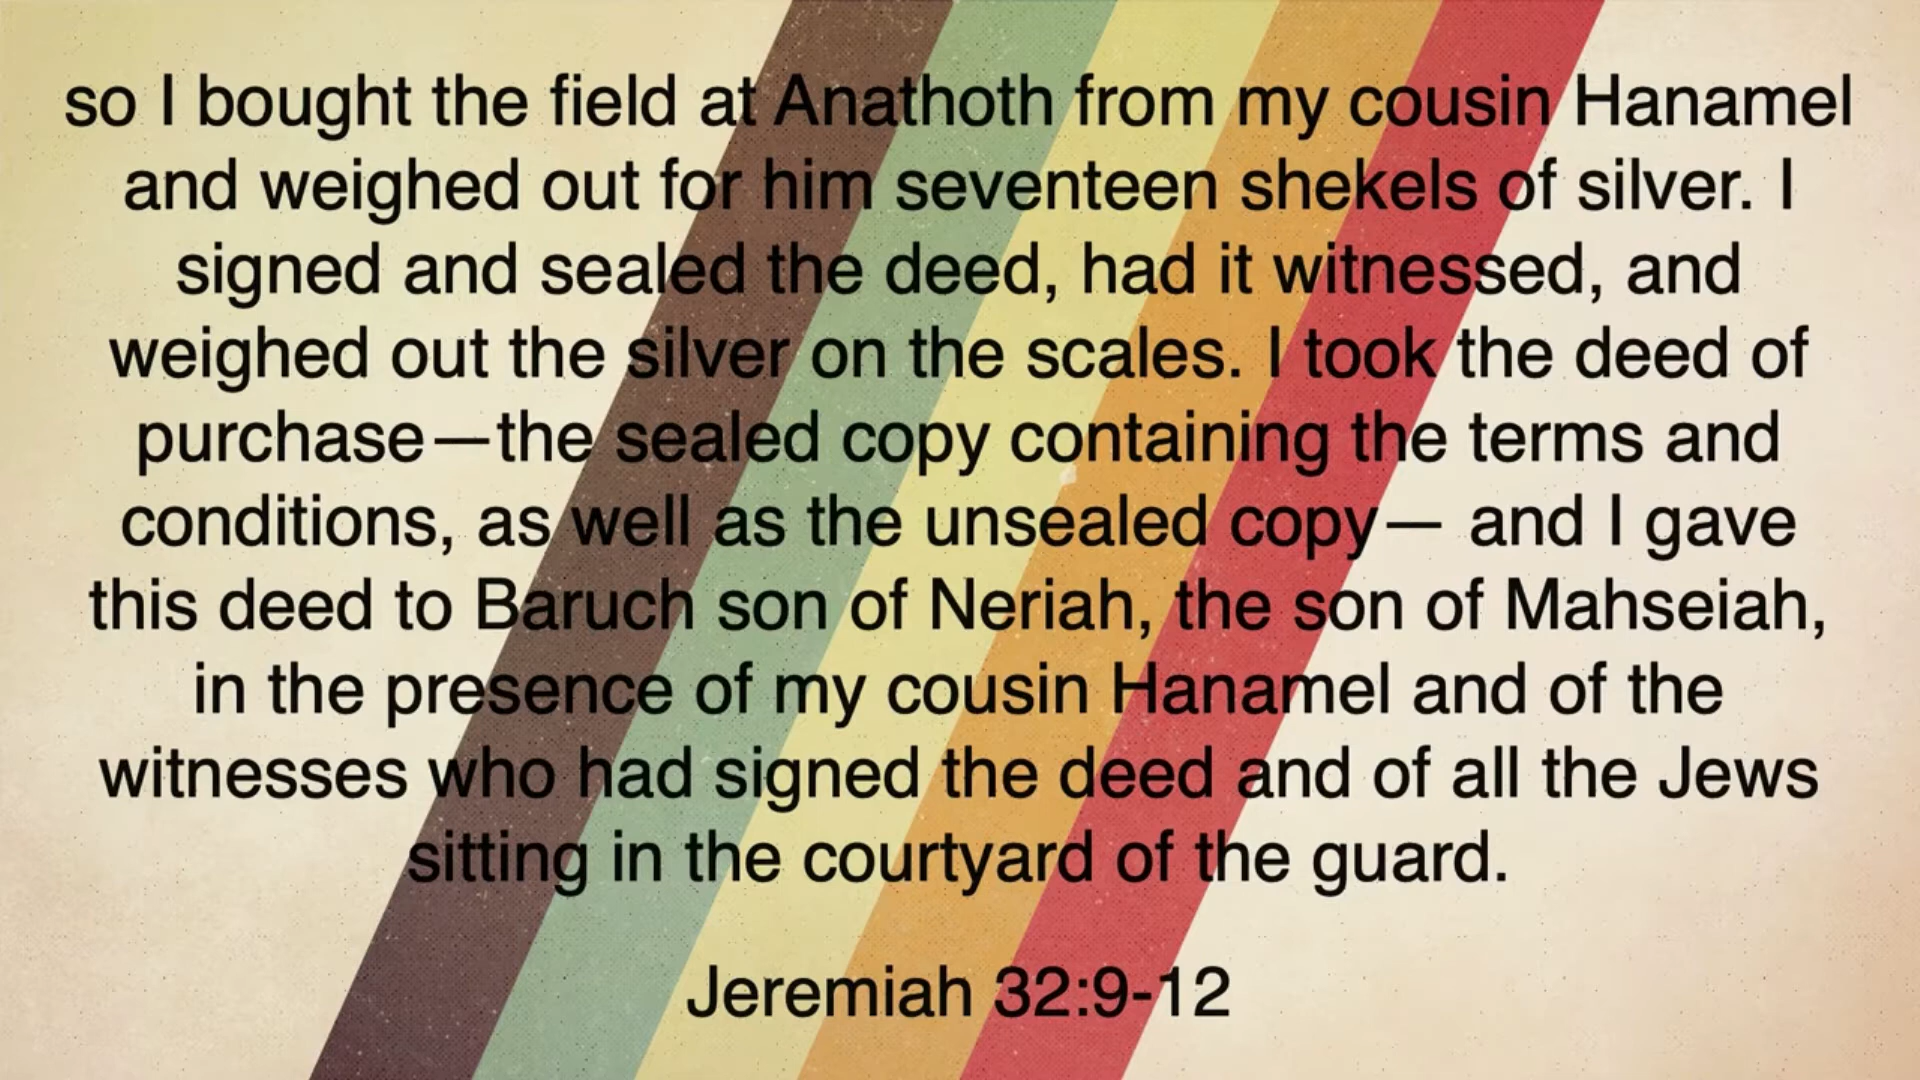 so I bought the field at Anathoth from my cousin Hanamel
and weighed out for him seventeen shekels of silver. I
signed and sealed the deed, had it witnessed, and
weighed out the silver on the scales. I took the deed of
purchase—the sealed copy containing the terms and
conditions, as well as the unsealed copy— and I gave
this deed to Baruch son of Neriah, the son of Mahseiah,
in the presence of my cousin Hanamel and of the
witnesses who had signed the deed and of all the Jews
sitting in the courtyard of the guard.
Jeremiah 32:9-12